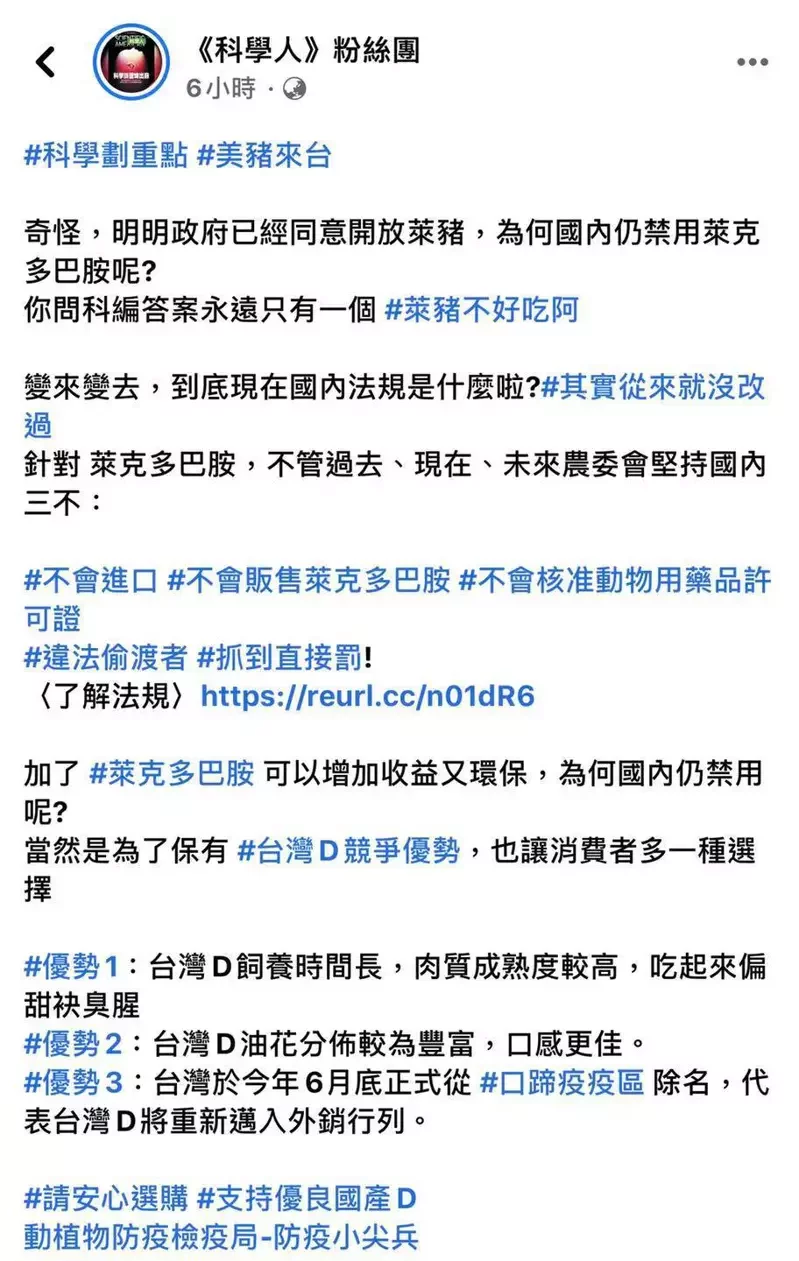 《科學人》粉絲團
6小時
#科學劃重點 #美豬來台
奇怪，明明政府已經同意開放萊豬，為何國內仍禁用萊克
多巴胺呢?
你問科編答案永遠只有一個 #萊豬不好吃阿
變來變去，到底現在國內法規是什麼啦?#其實從來就沒改
過
針對 萊克多巴胺，不管過去、現在、未來農委會堅持國內
三不：
#不會進口 #不會販售萊克多巴胺 #不會核准動物用藥品許
可證
#違法偷渡者 #抓到直接罰!
〈了解法規〉https://reurl.cc/n01dR6
加了 #萊克多巴胺 可以增加收益又環保，為何國內仍禁用
呢?
當然是為了保有 #台灣D競爭優勢，也讓消費者多一種選
擇
#優勢1：台灣D飼養時間長，肉質成熟度較高，吃起來偏
甜袂臭腥
#優勢2：台灣D油花分佈較為豐富，口感更佳。
#優勢3：台灣於今年6月底正式從 #口蹄疫疫區 除名，代
表台灣D將重新邁入外銷行列。
#請安心選購 #支持優良國產D
動植物防疫檢疫局-防疫小尖兵